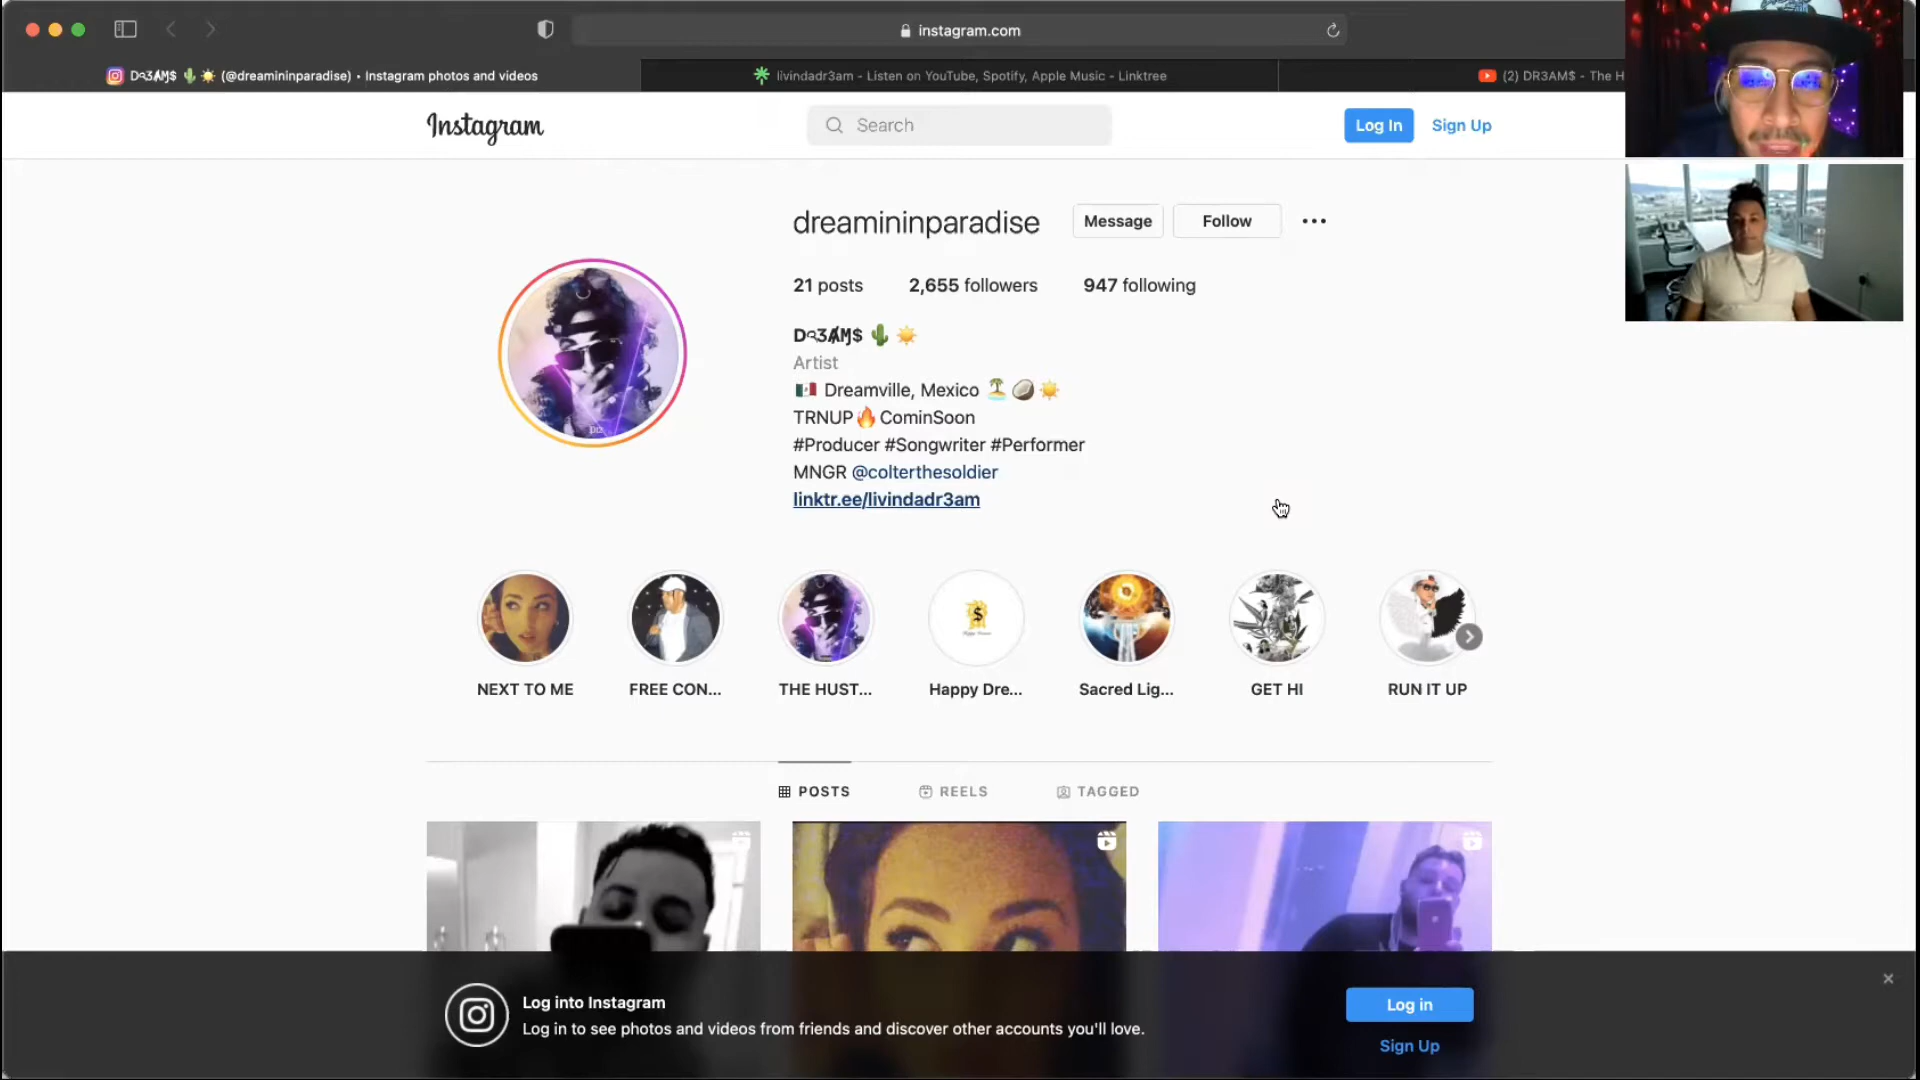 instagram.com
DꝛƷȺM̷$ 🌵 ☀️ (@dreamininparadise) • Instagram photos and videos
livindadr3am - Listen on YouTube, Spotify, Apple Music - Linktree
(2) DR3AM$ - The H
Instagram
Search
Log In
Sign Up
dreamininparadise
Message
Follow
21 posts
2,655 followers
947 following
DꝛƷȺM̷$ 🌵 ☀️
Artist
🇲🇽 Dreamville, Mexico 🏝️🥥☀️
TRNUP🔥CominSoon
#Producer #Songwriter #Performer
MNGR @colterthesoldier
linktr.ee/livindadr3am
NEXT TO ME
FREE CON...
THE HUST...
Happy Dre...
Sacred Lig...
GET HI
RUN IT UP
POSTS
REELS
TAGGED
Log into Instagram
Log in to see photos and videos from friends and discover other accounts you'll love.
Log in
Sign Up